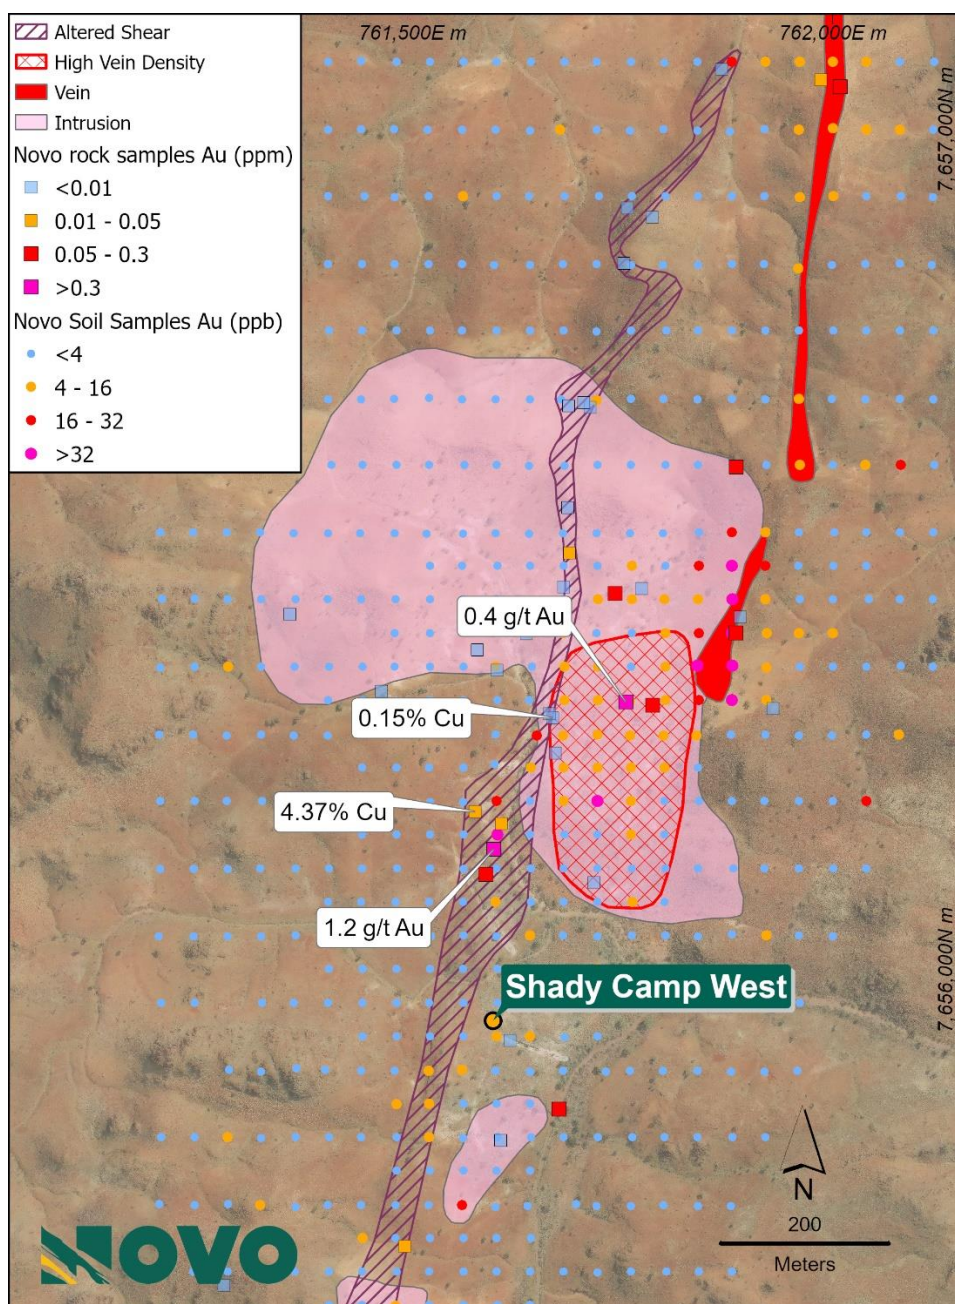 Altered Shear
High Vein Density
Vein
Intrusion
Novo rock samples Au (ppm)
<0.01
0.01 - 0.05
0.05 - 0.3
>0.3
Novo Soil Samples Au (ppb)
<4
4 - 16
16 - 32
>32
761,500E m
762,000E m
7,657,000N m
0.4 g/t Au
0.15% Cu
4.37% Cu
1.2 g/t Au
Shady Camp West
7,656,000N m
N
200
Meters
NOVO